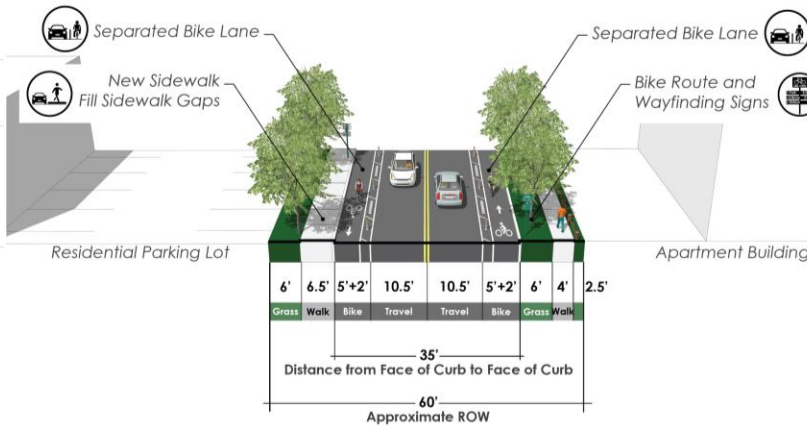 Separated Bike Lane
Separated Bike Lane
New Sidewalk
Fill Sidewalk Gaps
Bike Route and
Wayfinding Signs
Residential Parking Lot
Apartment Building
6' 6.5' 5'+2' 10.5' 10.5' 5'+2' 6' 4' 2.5'
Grass Walk Bike Travel Travel Bike Grass Walk
35'
Distance from Face of Curb to Face of Curb
60'
Approximate ROW